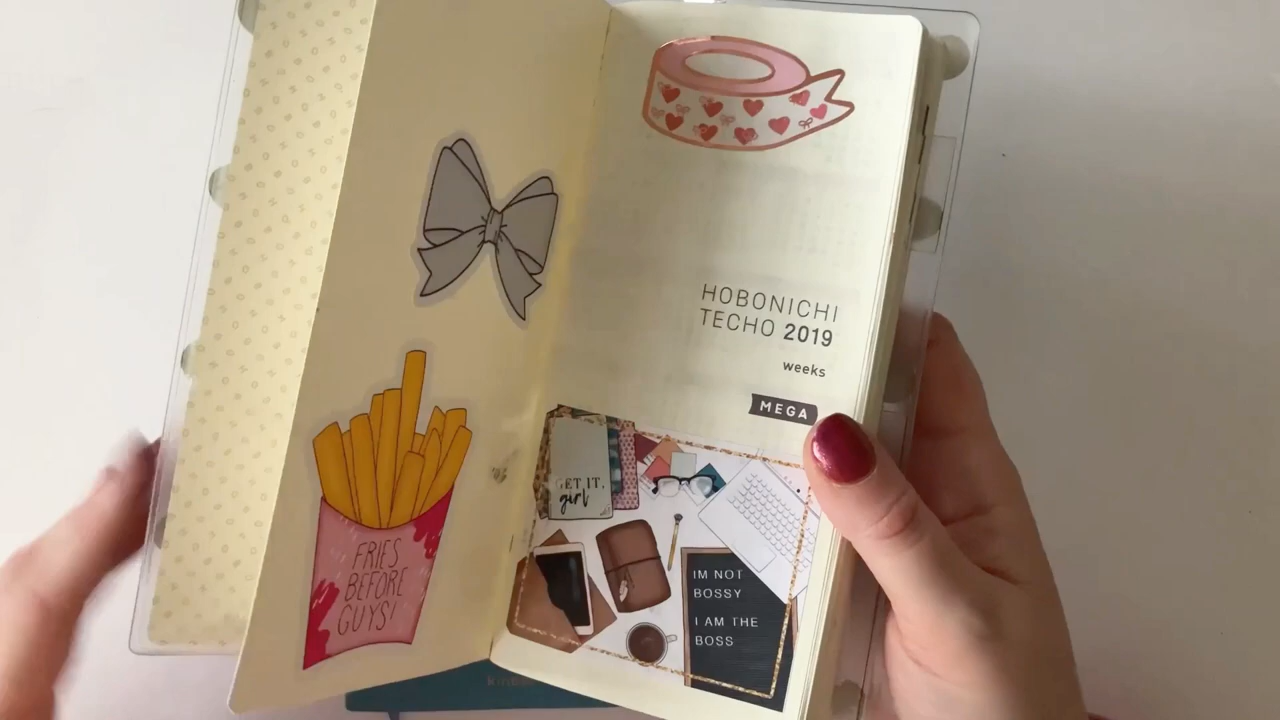 FRIES
BEFORE
GUYS!
HOBONICHI
TECHO 2019
weeks
MEGA
GET IT,
girl
IM NOT
BOSSY
I AM THE
BOSS